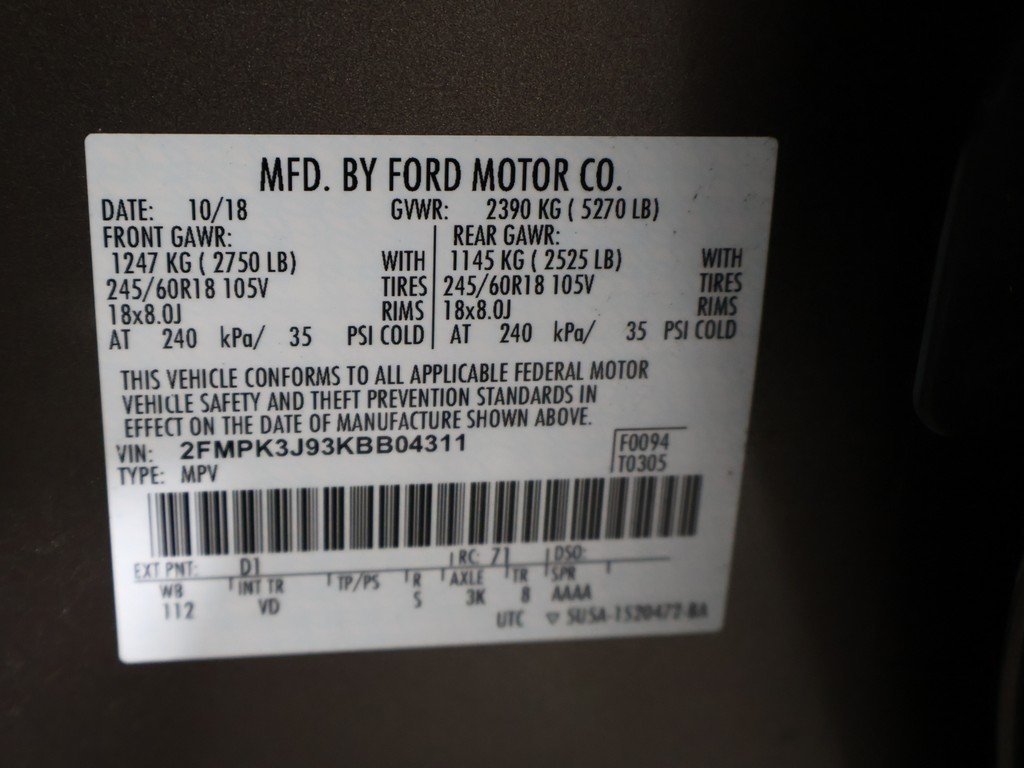 MFD. BY FORD MOTOR CO.
DATE: 10/18 GVWR: 2390 KG ( 5270 LB)
FRONT GAWR: REAR GAWR:
1247 KG ( 2750 LB) WITH 1145 KG ( 2525 LB) WITH
245/60R18 105V TIRES 245/60R18 105V TIRES
18x8.0J RIMS 18x8.0J RIMS
AT 240 kPa/ 35 PSI COLD AT 240 kPa/ 35 PSI COLD
THIS VEHICLE CONFORMS TO ALL APPLICABLE FEDERAL MOTOR
VEHICLE SAFETY AND THEFT PREVENTION STANDARDS IN
EFFECT ON THE DATE OF MANUFACTURE SHOWN ABOVE.
VIN: 2FMPK3J93KBB04311 F0094
TYPE: MPV T0305
EXT PNT: D1 RC: 71 DSO:
WB INT TR TP/PS R AXLE TR SPR
112 VD 5 3K 8 AAAA
UTC ▽ 5U5A-1520472-BA